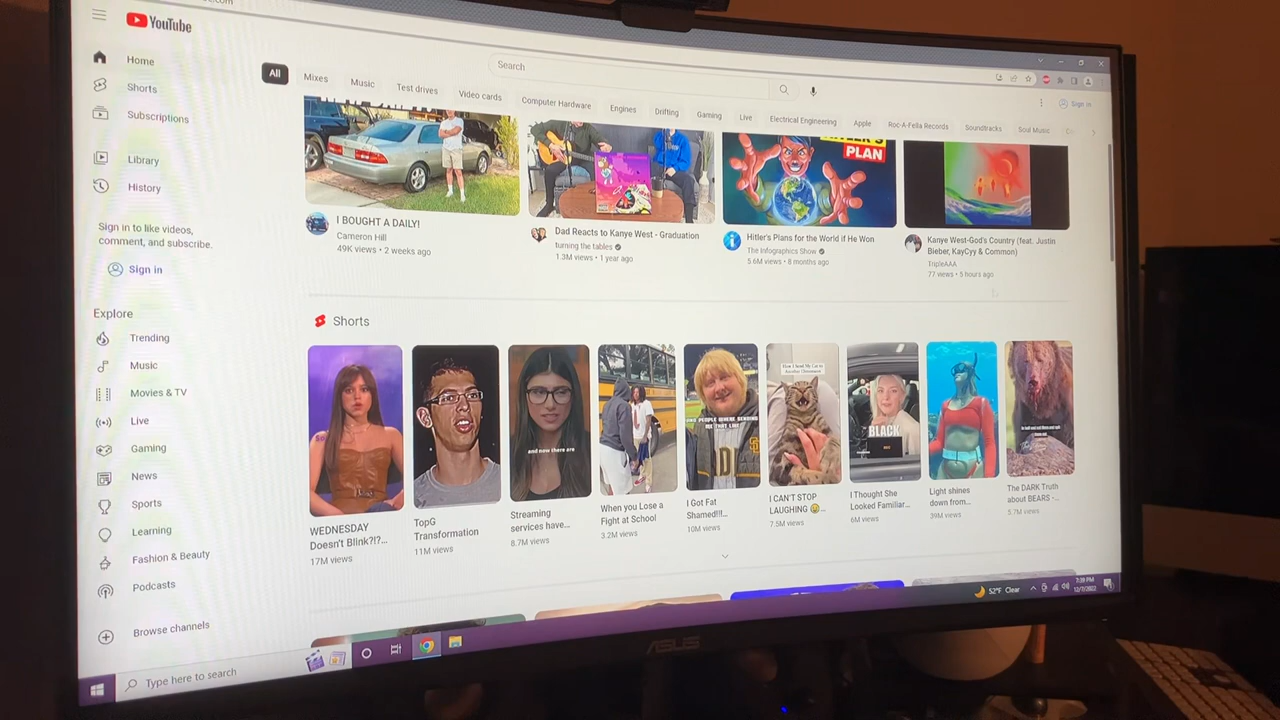 YouTube
Search
Home
Shorts
Subscriptions
Library
History
Sign in to like videos,
comment, and subscribe.
Sign in
Explore
Trending
Music
Movies & TV
Live
Gaming
News
Sports
Learning
Fashion & Beauty
Podcasts
Browse channels
All
Mixes
Music
Test drives
Video cards
Computer Hardware
Engines
Drifting
Gaming
Live
Electrical Engineering
Apple
Roc-A-Fella Records
Soundtracks
Soul Music
Sign in
PLAN
I BOUGHT A DAILY!
Cameron Hill
49K views • 2 weeks ago
Dad Reacts to Kanye West - Graduation
turning the tables
1.3M views • 1 year ago
Hitler's Plans for the World if He Won
The Infographics Show
5.6M views • 8 months ago
Kanye West-God's Country (feat. Justin
Bieber, KayCyy & Common)
TripleAAA
77 views • 5 hours ago
Shorts
and now there are
BLACK
WEDNESDAY
Doesn't Blink?!?...
17M views
TopG
Transformation
11M views
Streaming
services have...
8.7M views
When you Lose a
Fight at School
3.2M views
I Got Fat
Shamed!!!...
10M views
I CAN'T STOP
LAUGHING 😂...
7.5M views
I Thought She
Looked Familiar...
6M views
Light shines
down from...
39M views
The DARK Truth
about BEARS -...
5.7M views
Type here to search
52°F Clear
7:39 PM
12/7/2022
ASUS